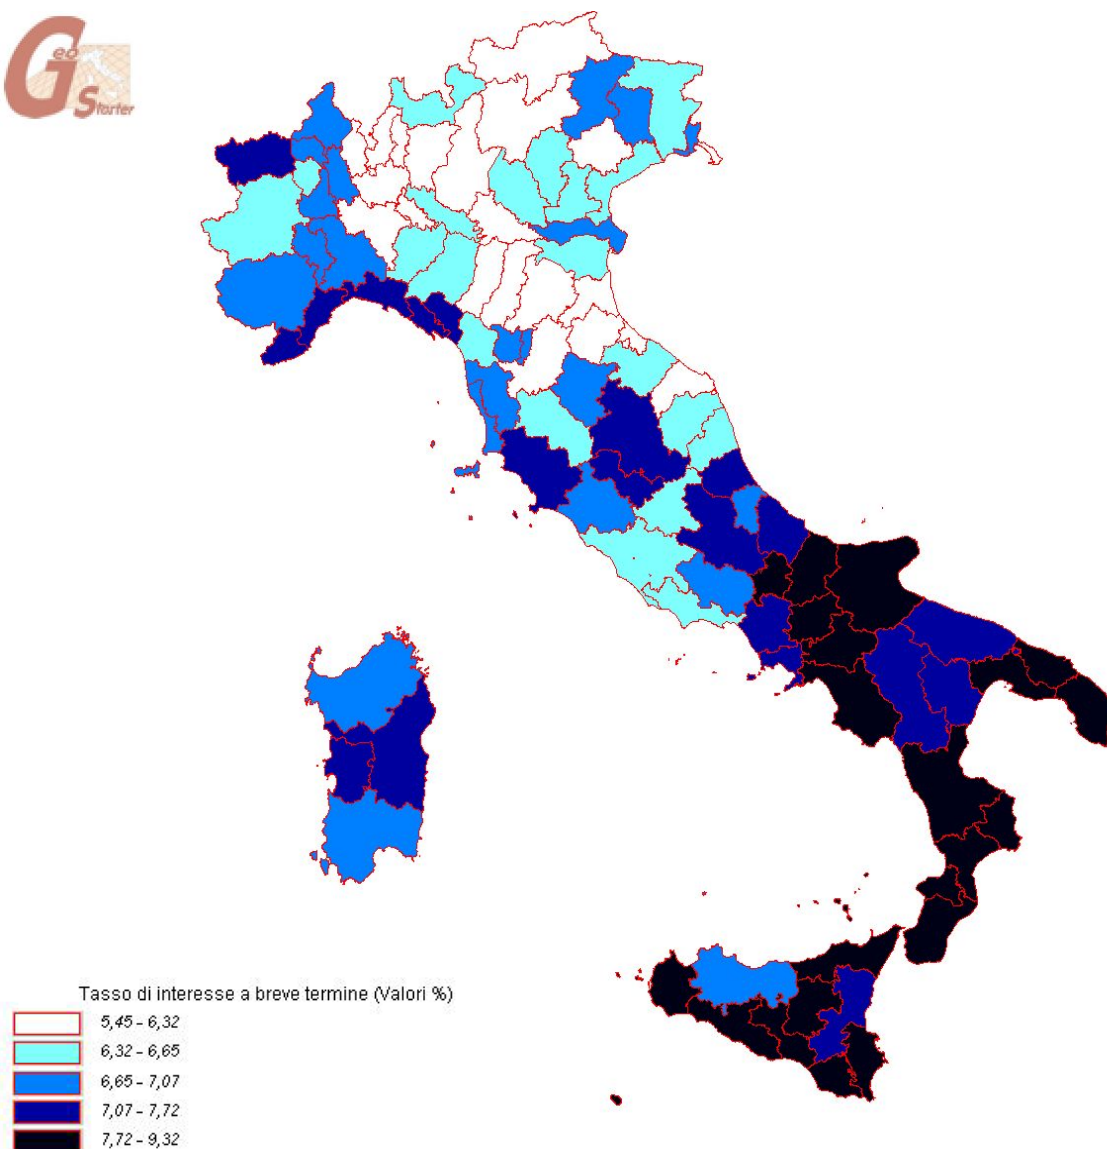 Geo
Starter
Tasso di interesse a breve termine (Valori %)
5,45 - 6,32
6,32 - 6,65
6,65 - 7,07
7,07 - 7,72
7,72 - 9,32